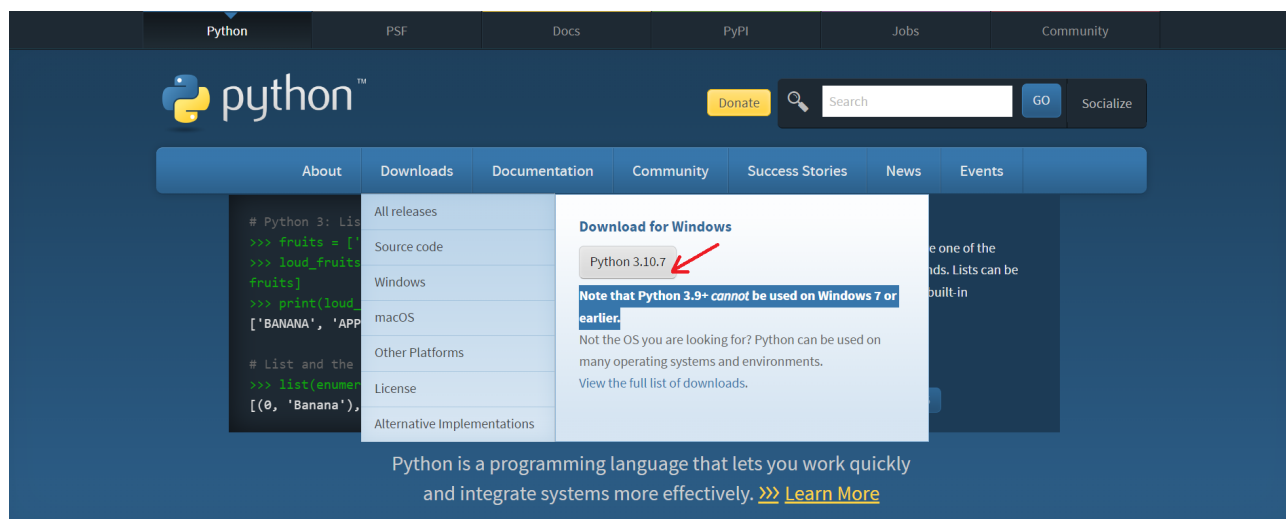 Python PSF Docs PyPI Jobs Community
python™
Donate Search GO Socialize
About Downloads Documentation Community Success Stories News Events
# Python 3: Lis
>>> fruits = ['
>>> loud_fruits
fruits]
>>> print(loud_
['BANANA', 'APP
# List and the
>>> list(enumer
[(0, 'Banana'),
All releases
Source code
Windows
macOS
Other Platforms
License
Alternative Implementations
Download for Windows
Python 3.10.7
Note that Python 3.9+ cannot be used on Windows 7 or
earlier.
Not the OS you are looking for? Python can be used on
many operating systems and environments.
View the full list of downloads.
e one of the
nds. Lists can be
built-in
Python is a programming language that lets you work quickly
and integrate systems more effectively. >>> Learn More